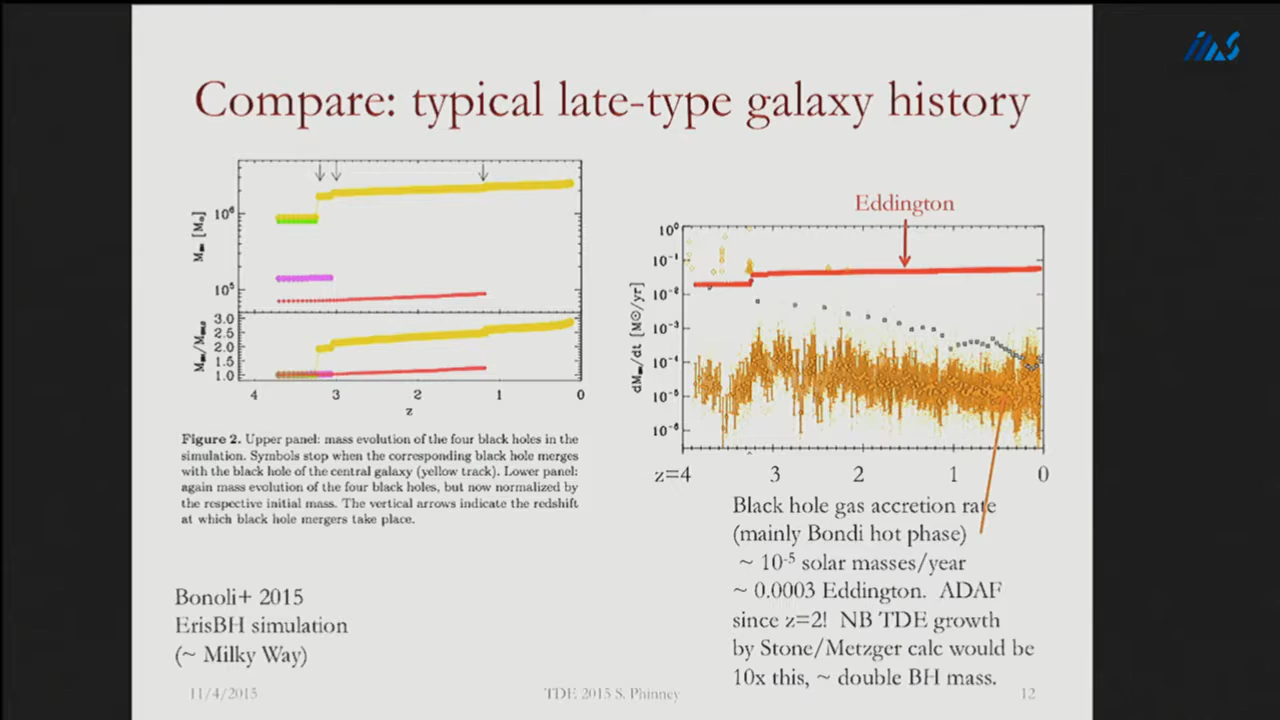 IIAS
Compare: typical late-type galaxy history
10⁶
10⁵
3.0
2.5
2.0
1.5
1.0
4 3 2 1 0
z
Figure 2. Upper panel: mass evolution of the four black holes in the
simulation. Symbols stop when the corresponding black hole merges
with the black hole of the central galaxy (yellow track). Lower panel:
again mass evolution of the four black holes, but now normalized by
the respective initial mass. The vertical arrows indicate the redshift
at which black hole mergers take place.
Bonoli+ 2015
ErisBH simulation
(~ Milky Way)
Eddington
10⁰
10⁻¹
10⁻²
10⁻³
10⁻⁴
10⁻⁵
10⁻⁶
z=4 3 2 1 0
Black hole gas accretion rate
(mainly Bondi hot phase)
~ 10⁻⁵ solar masses/year
~ 0.0003 Eddington. ADAF
since z=2! NB TDE growth
by Stone/Metzger calc would be
10x this, ~ double BH mass.
11/4/2015 TDE 2015 S. Phinney 12